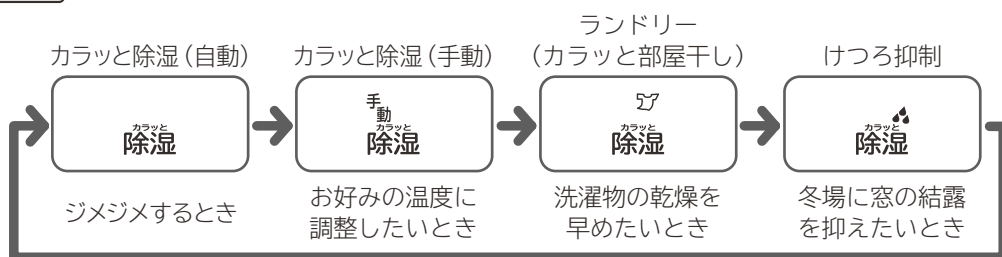 カラッと除湿(自動)
カラッと除湿(手動)
ランドリー
(カラッと部屋干し)
けつろ抑制
カラッと
除湿
手動
カラッと
除湿
カラッと
除湿
カラッと
除湿
ジメジメするとき
お好みの温度に
調整したいとき
洗濯物の乾燥を
早めたいとき
冬場に窓の結露
を抑えたいとき